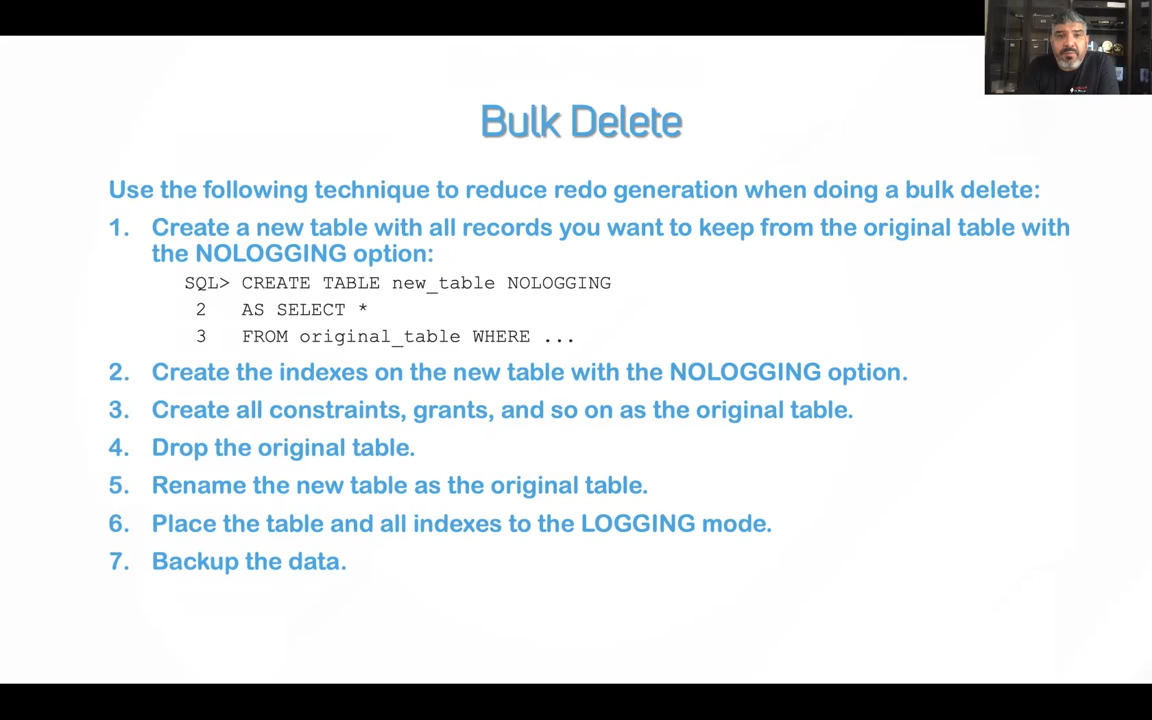 Bulk Delete
Use the following technique to reduce redo generation when doing a bulk delete:
1. Create a new table with all records you want to keep from the original table with
the NOLOGGING option:
SQL> CREATE TABLE new_table NOLOGGING
2 AS SELECT *
3 FROM original_table WHERE ...
2. Create the indexes on the new table with the NOLOGGING option.
3. Create all constraints, grants, and so on as the original table.
4. Drop the original table.
5. Rename the new table as the original table.
6. Place the table and all indexes to the LOGGING mode.
7. Backup the data.